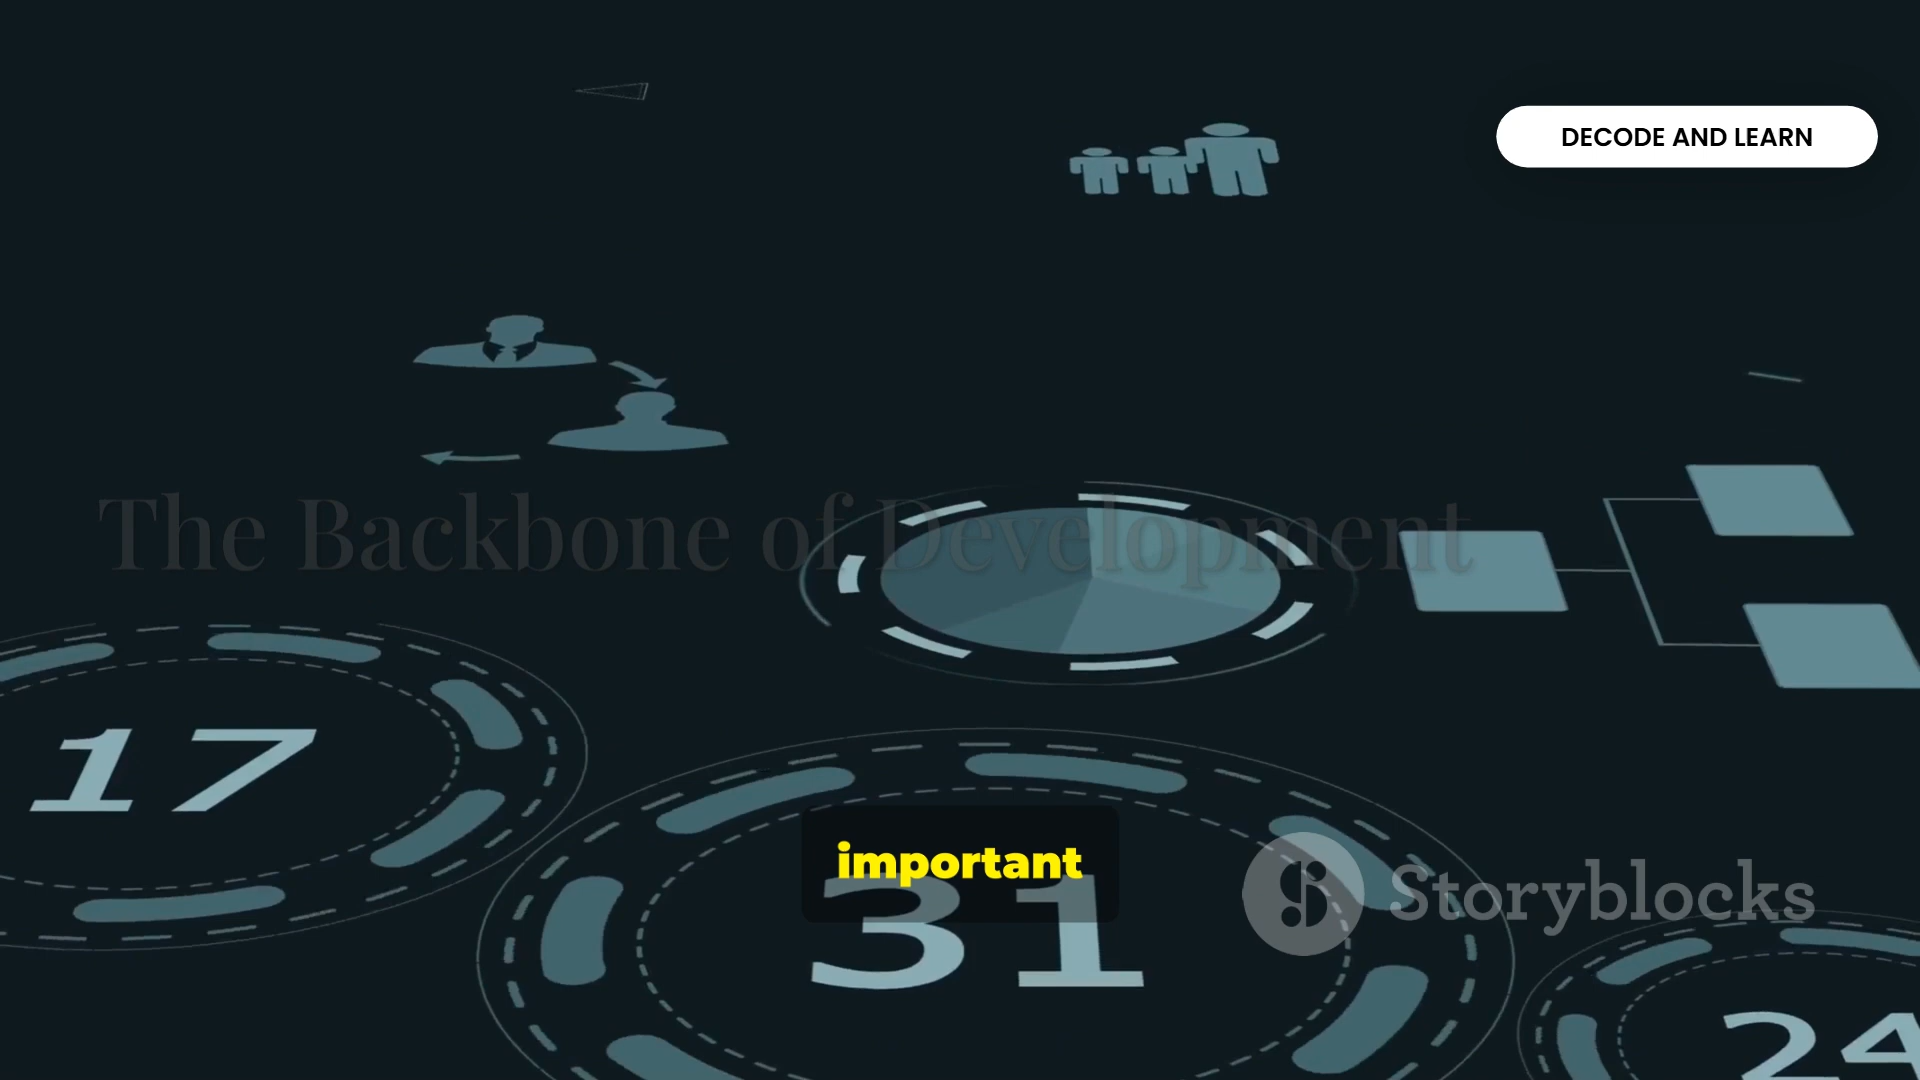 DECODE AND LEARN
The Backbone of Development
17
important
31
Storyblocks
24